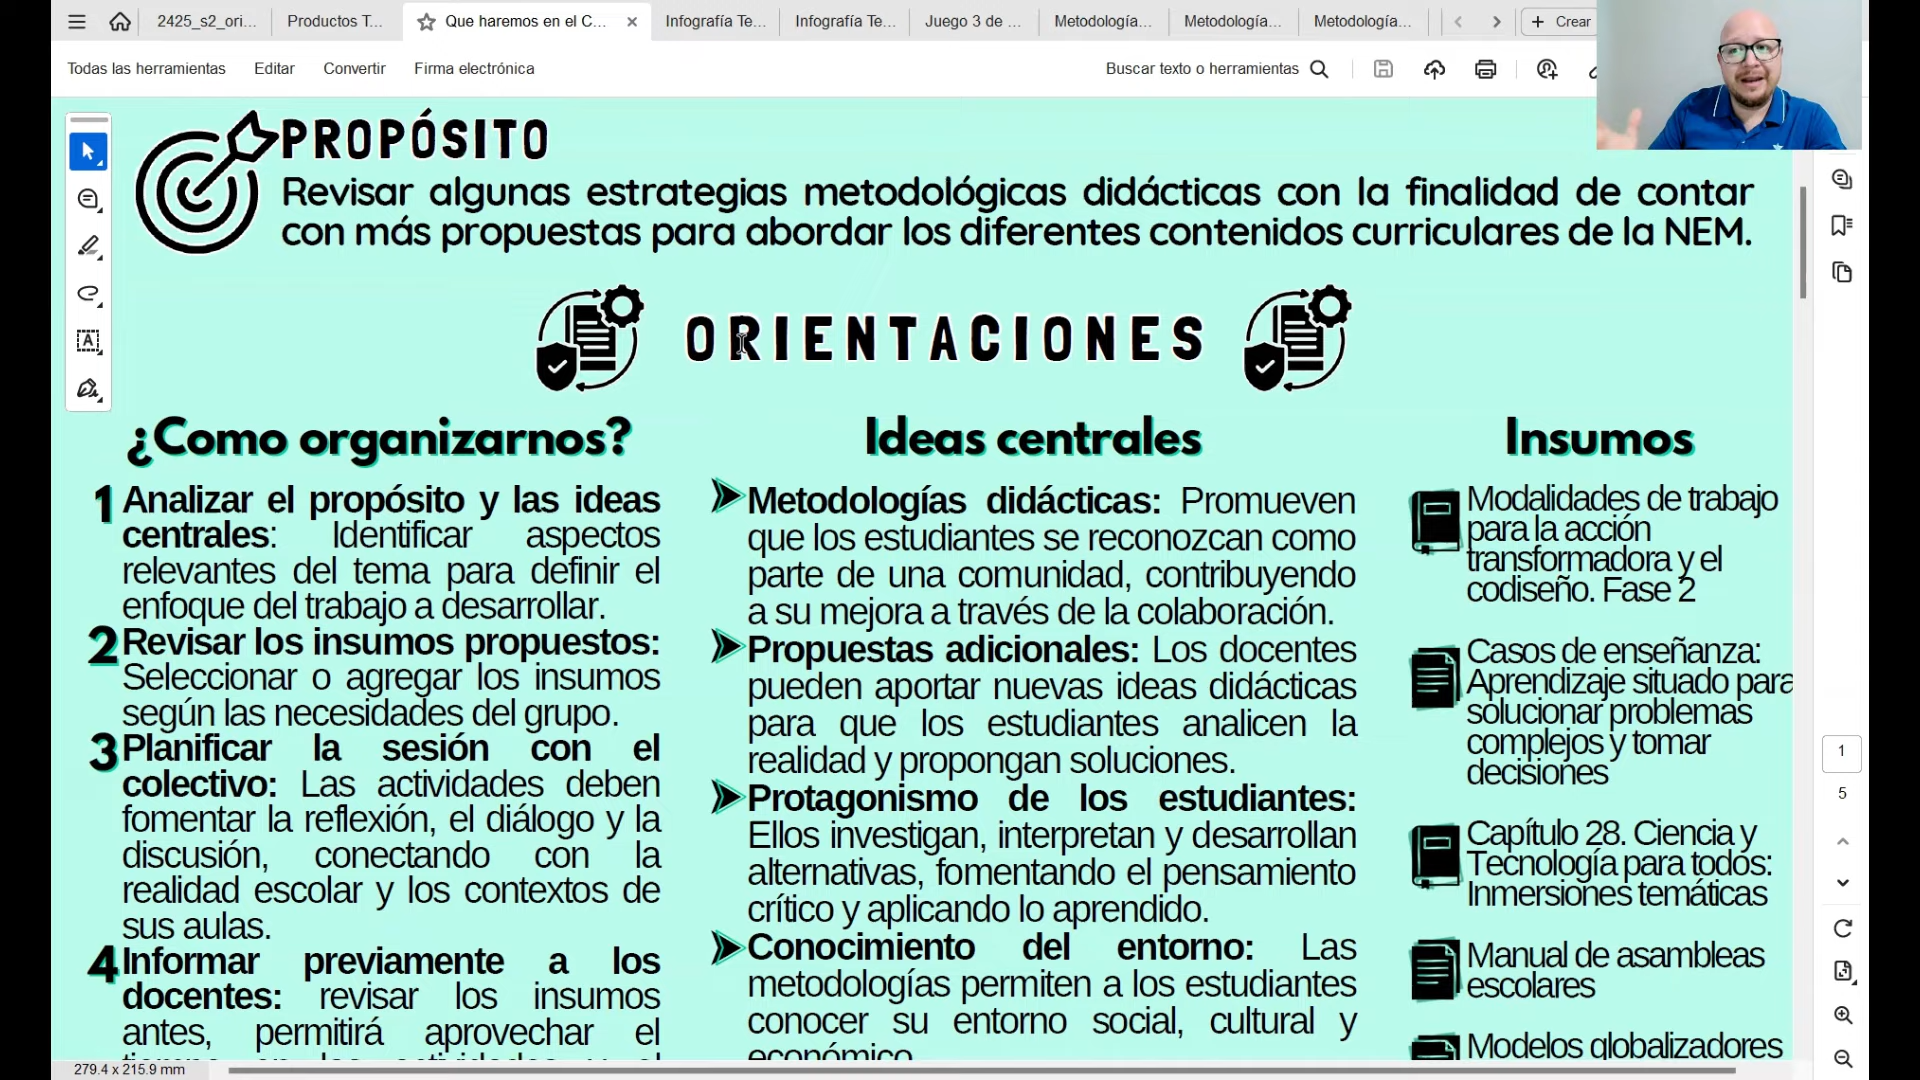 2425_s2_ori...
Productos T...
Que haremos en el C...
Infografía Te...
Infografía Te...
Juego 3 de ...
Metodología...
Metodología...
Metodología...
Crear
Todas las herramientas
Editar
Convertir
Firma electrónica
Buscar texto o herramientas
PROPÓSITO
Revisar algunas estrategias metodológicas didácticas con la finalidad de contar
con más propuestas para abordar los diferentes contenidos curriculares de la NEM.
ORIENTACIONES
¿Como organizarnos?
1 Analizar el propósito y las ideas
centrales: Identificar aspectos
relevantes del tema para definir el
enfoque del trabajo a desarrollar.
2 Revisar los insumos propuestos:
Seleccionar o agregar los insumos
según las necesidades del grupo.
3 Planificar la sesión con el
colectivo: Las actividades deben
fomentar la reflexión, el diálogo y la
discusión, conectando con la
realidad escolar y los contextos de
sus aulas.
4 Informar previamente a los
docentes: revisar los insumos
antes, permitirá aprovechar el
Ideas centrales
Metodologías didácticas: Promueven
que los estudiantes se reconozcan como
parte de una comunidad, contribuyendo
a su mejora a través de la colaboración.
Propuestas adicionales: Los docentes
pueden aportar nuevas ideas didácticas
para que los estudiantes analicen la
realidad y propongan soluciones.
Protagonismo de los estudiantes:
Ellos investigan, interpretan y desarrollan
alternativas, fomentando el pensamiento
crítico y aplicando lo aprendido.
Conocimiento del entorno: Las
metodologías permiten a los estudiantes
conocer su entorno social, cultural y
económico.
Insumos
Modalidades de trabajo
para la acción
transformadora y el
codiseño. Fase 2
Casos de enseñanza:
Aprendizaje situado para
solucionar problemas
complejos y tomar
decisiones
Capítulo 28. Ciencia y
Tecnología para todos:
Inmersiones temáticas
Manual de asambleas
escolares
Modelos globalizadores
1
5
279.4 x 215.9 mm